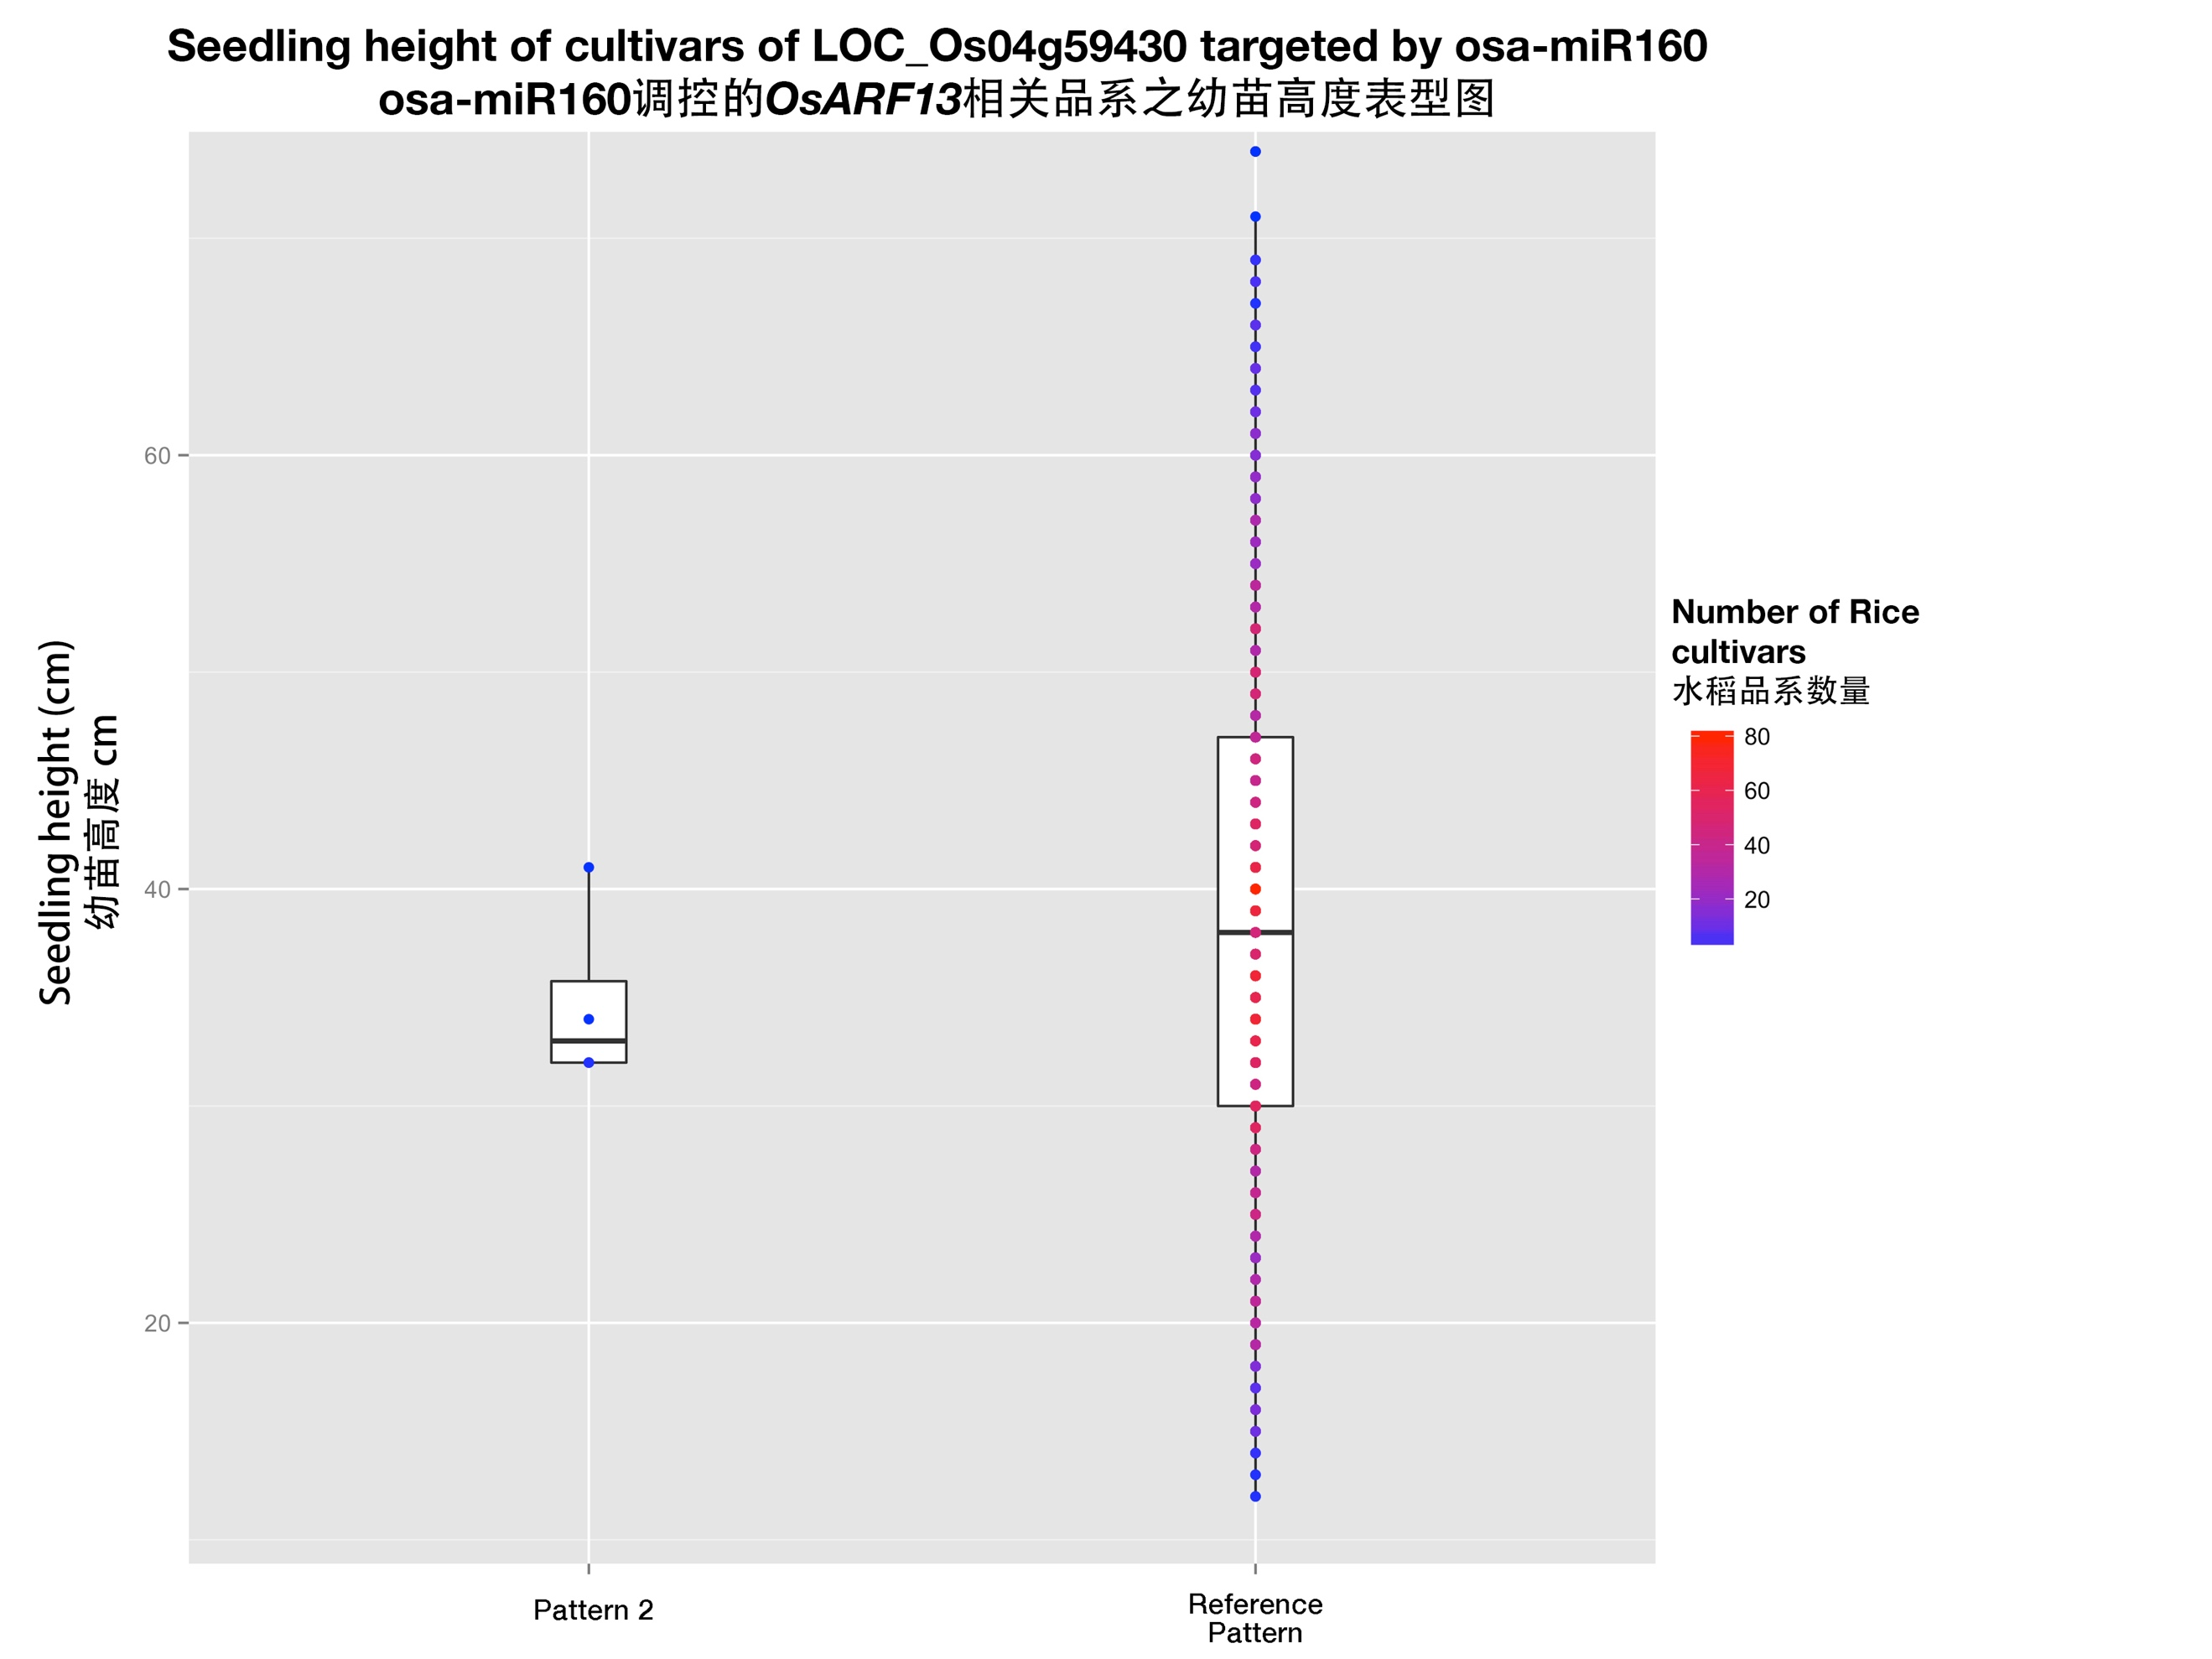 Seedling height of cultivars of LOC_Os04g59430 targeted by osa-miR160
osa-miR160调控的OsARF13相关品系之幼苗高度表型图
Seedling height (cm)
幼苗高度 cm
60
40
20
Pattern 2
Reference
Pattern
Number of Rice
cultivars
水稻品系数量
80
60
40
20